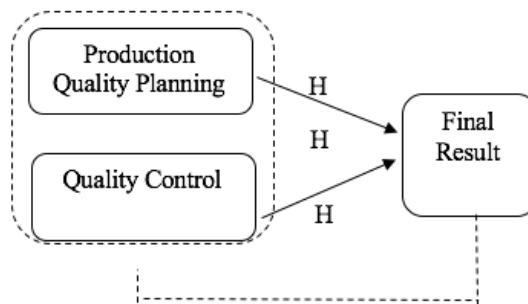 Production
Quality Planning
H
H
Final
Result
Quality Control
H